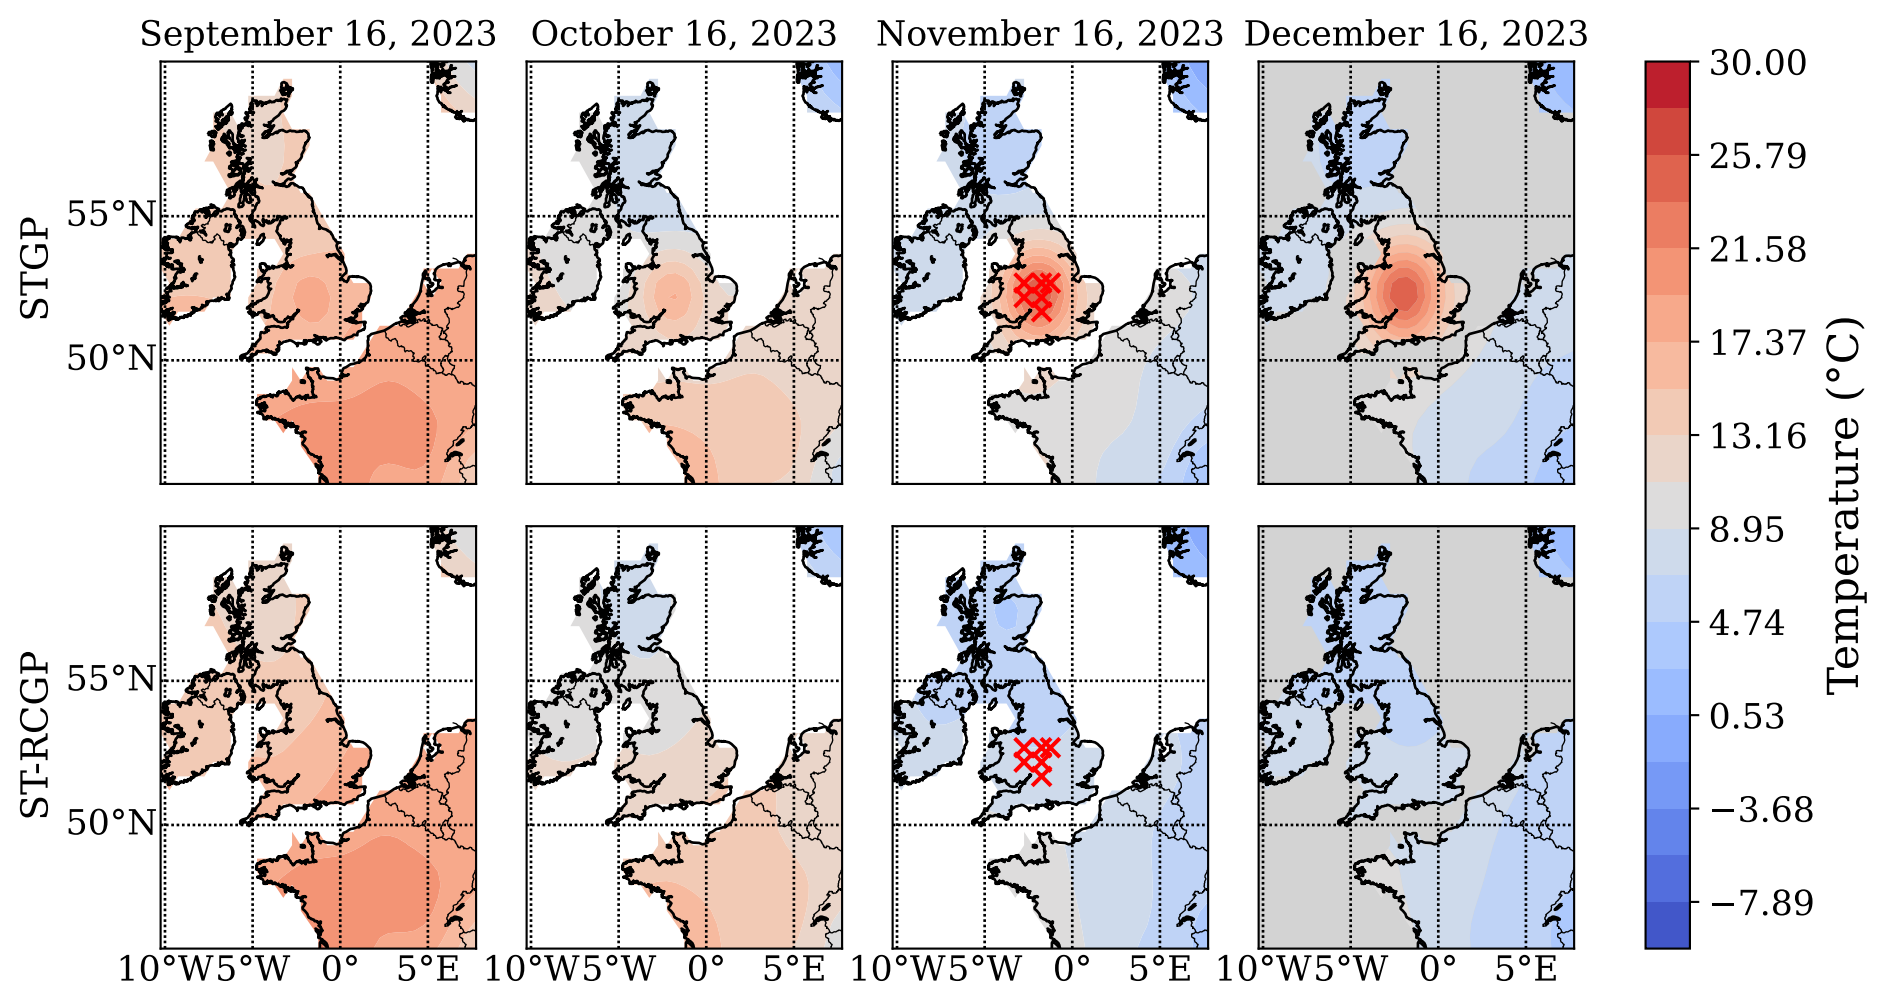 September 16, 2023
October 16, 2023
November 16, 2023
December 16, 2023
STGP
55°N
50°N
ST-RCGP
55°N
50°N
10°W
5°W
0°
5°E
10°W
5°W
0°
5°E
10°W
5°W
0°
5°E
10°W
5°W
0°
5°E
30.00
25.79
21.58
17.37
13.16
8.95
4.74
0.53
−3.68
−7.89
Temperature (°C)